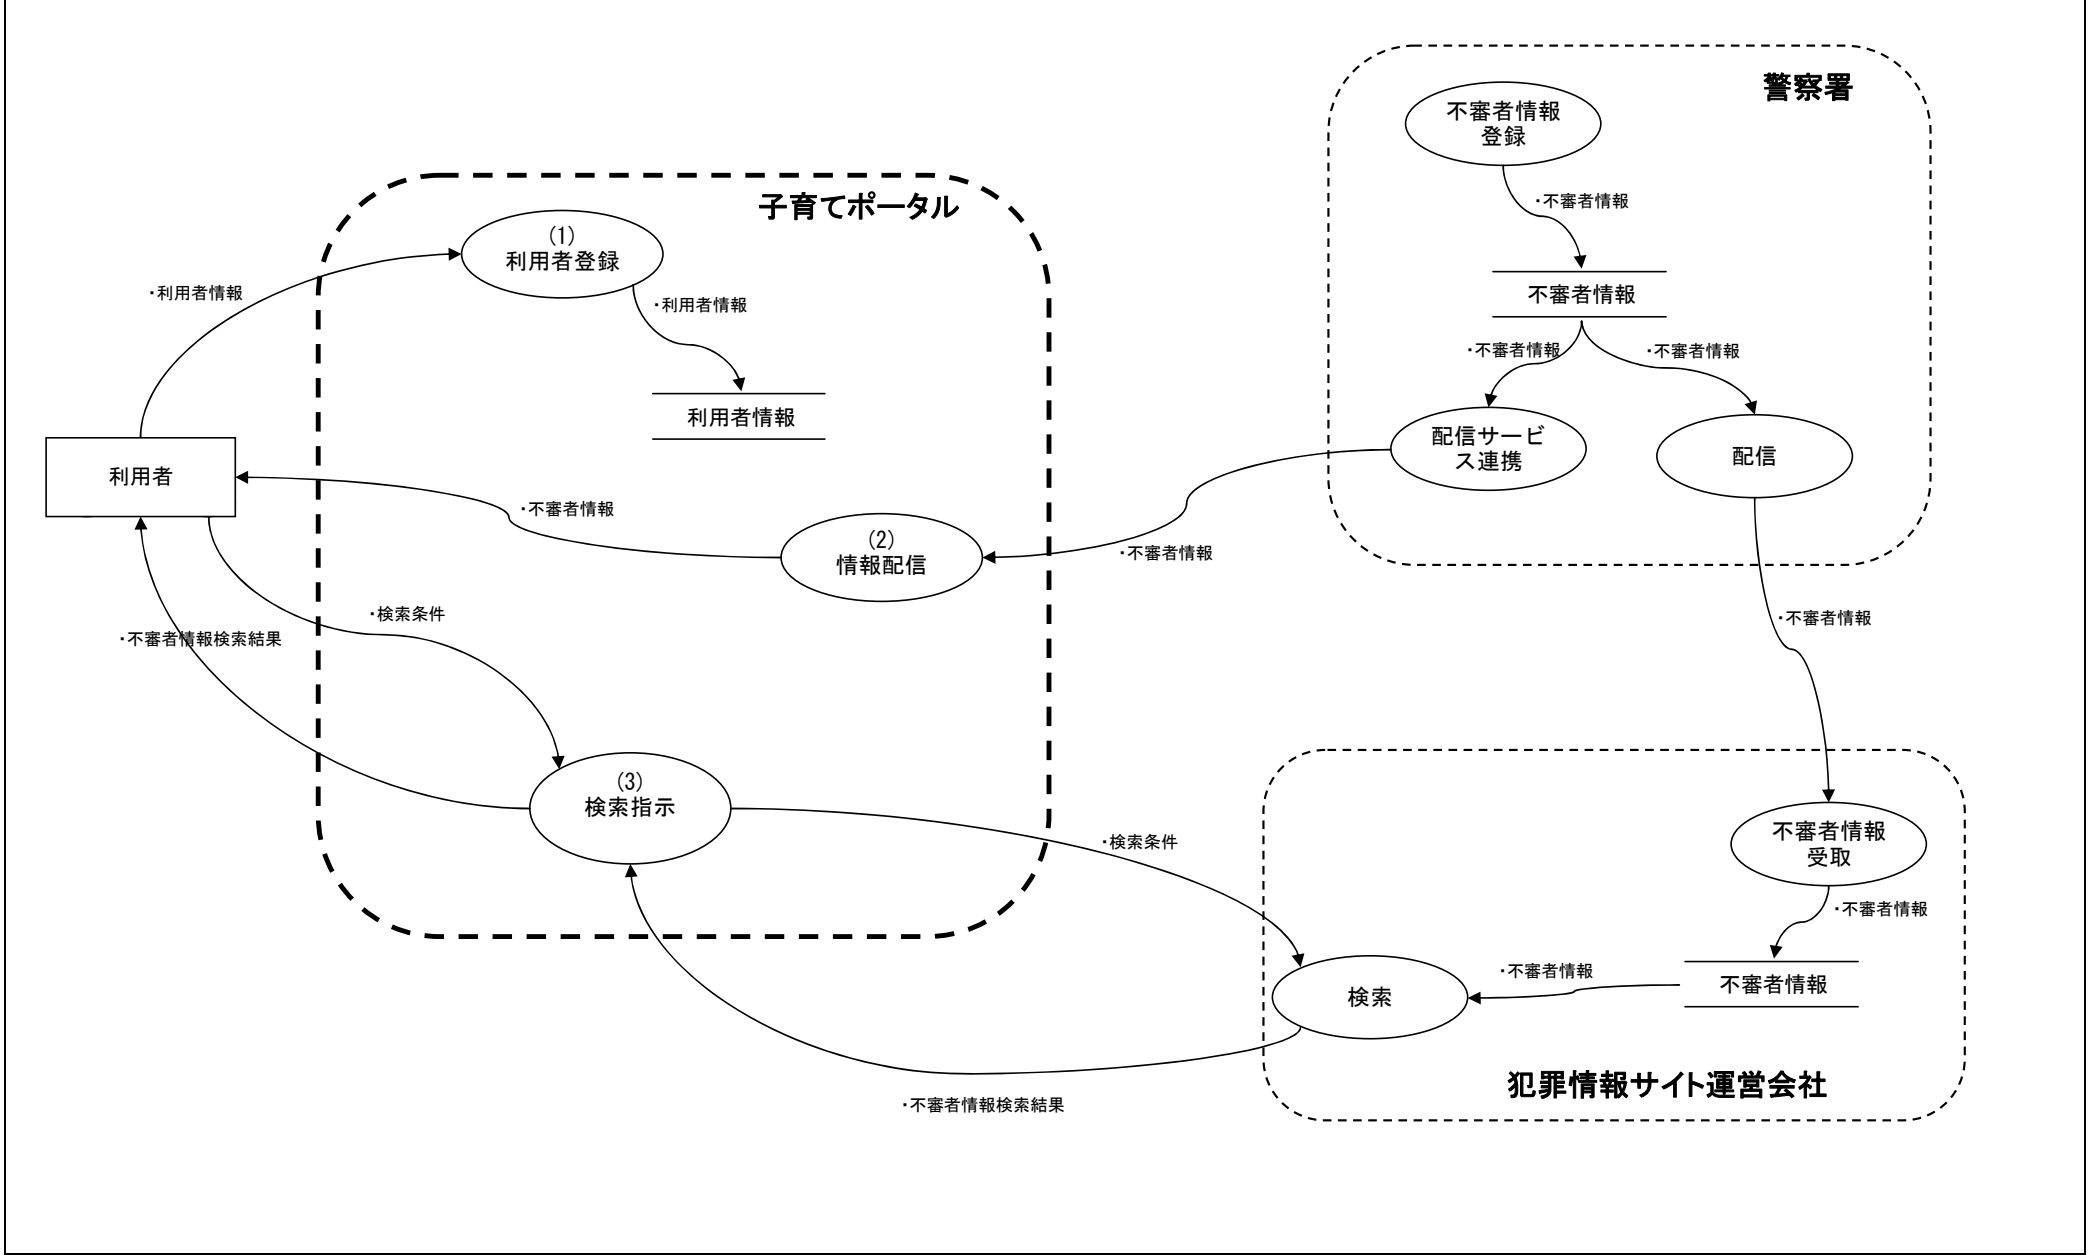 警察署
不審者情報
登録
・不審者情報
不審者情報
・不審者情報
・不審者情報
配信サービ
ス連携
配信
子育てポータル
(1)
利用者登録
・利用者情報
・利用者情報
利用者情報
利用者
・不審者情報
(2)
情報配信
・不審者情報
・検索条件
・不審者情報検索結果
・不審者情報
(3)
検索指示
・検索条件
不審者情報
受取
・不審者情報
・不審者情報
不審者情報
検索
犯罪情報サイト運営会社
・不審者情報検索結果